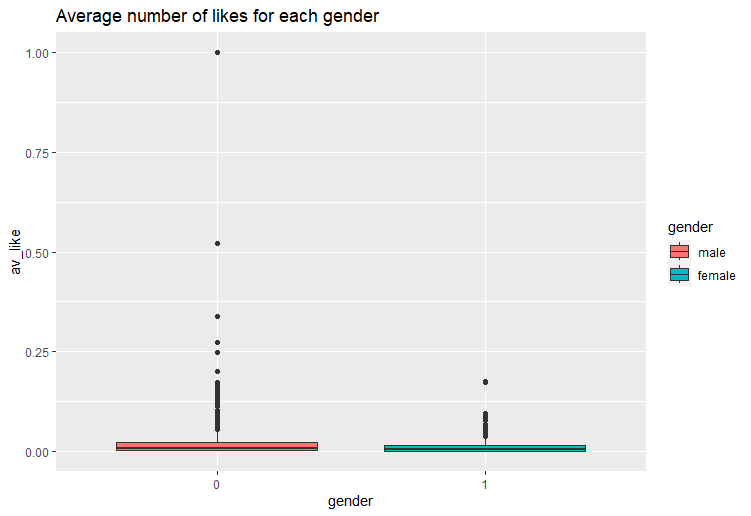 Average number of likes for each gender
1.00
0.75
0.50
0.25
0.00
av_like
0
1
gender
gender
male
female